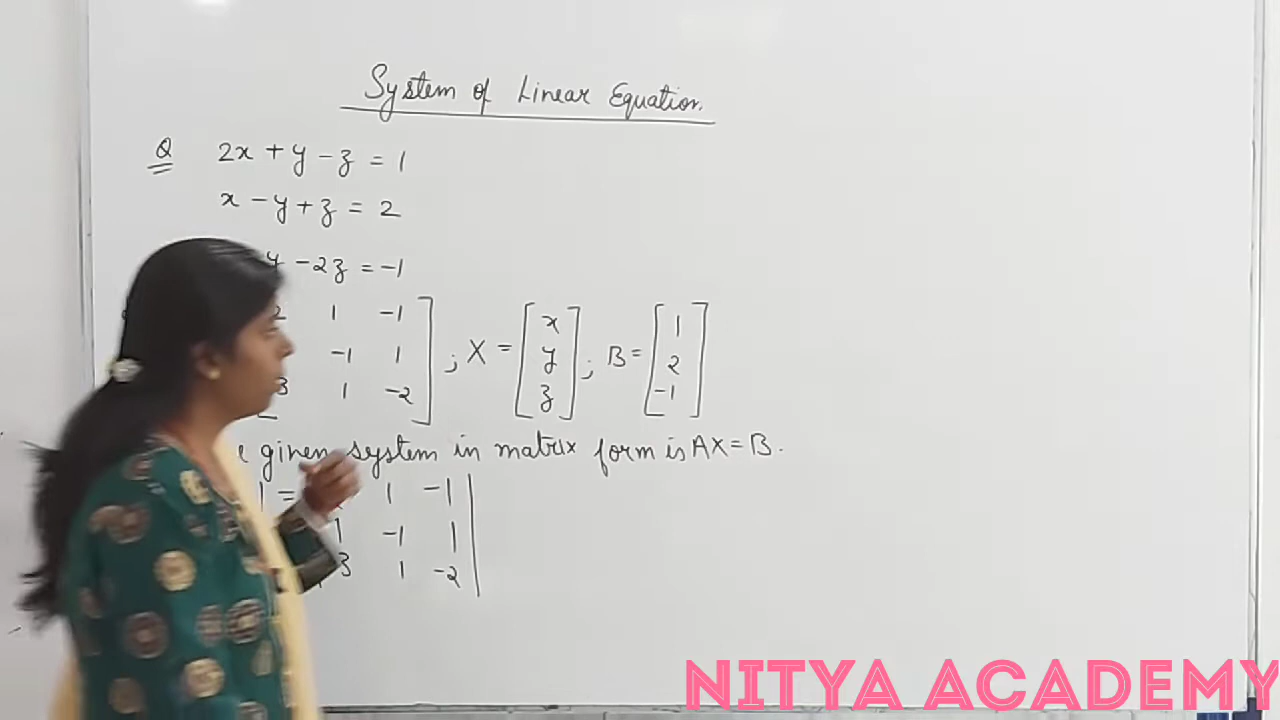 System of Linear Equation.
Q 2x + y - z = 1
x - y + z = 2
y - 2z = -1
2 1 -1
-1 1 ; X = [x y z] ; B = [1 2 -1]
3 1 -2
given system in matrix form is AX = B.
| = 1 -1
1 -1 1
3 1 -2
NITYA ACADEMY